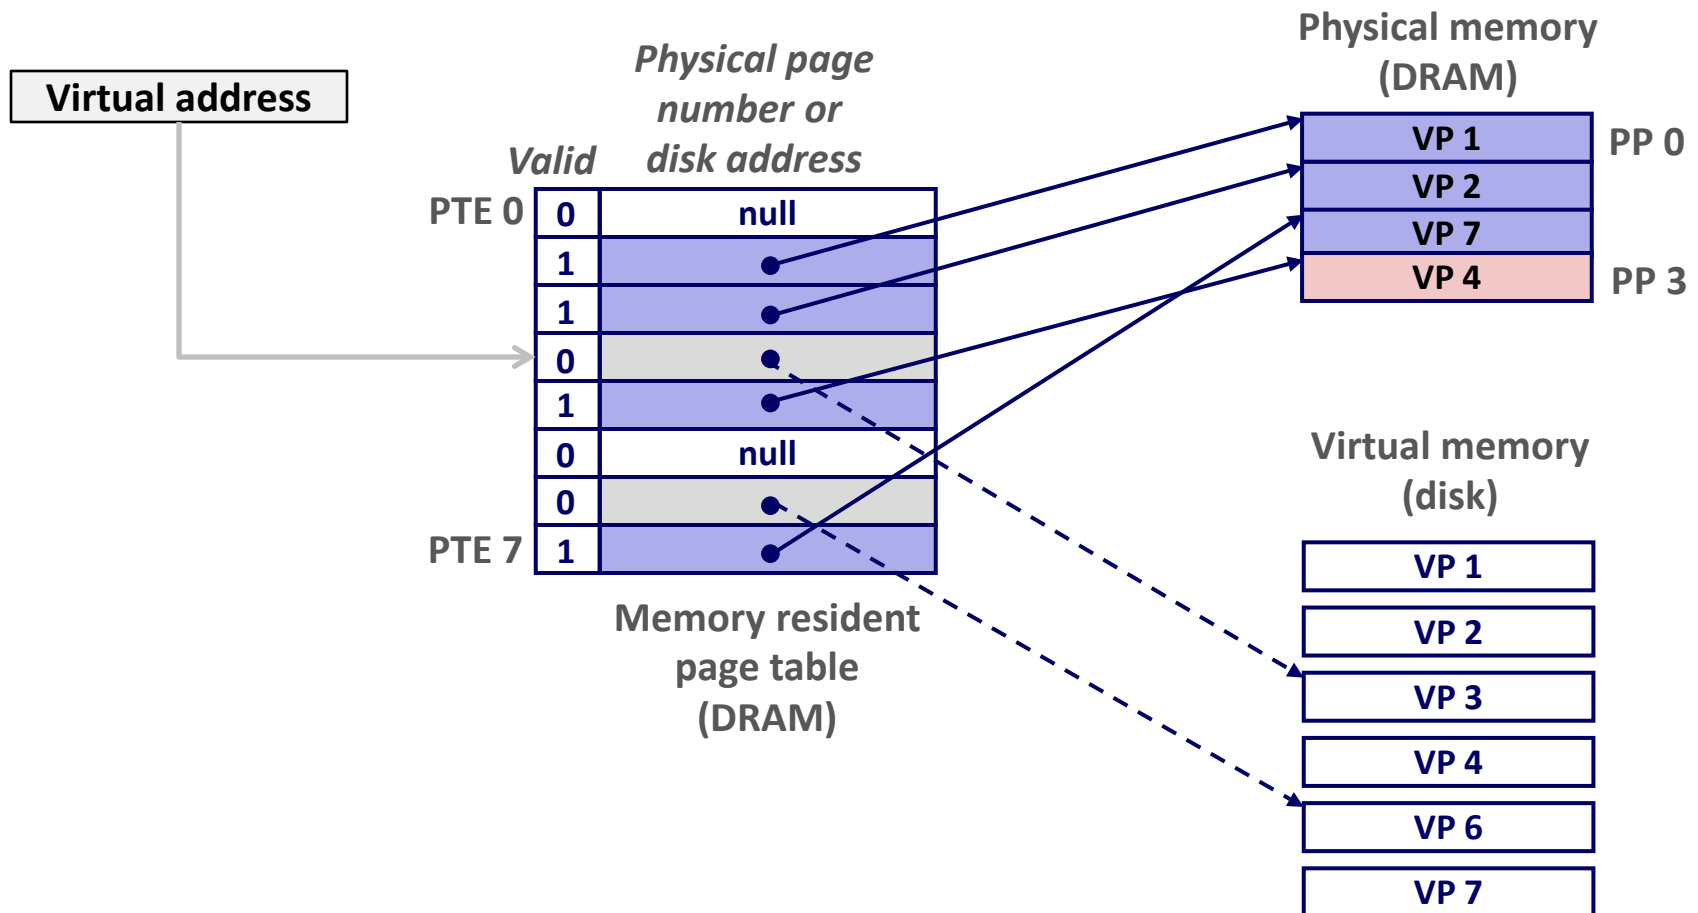 Virtual address
Physical page
number or
disk address
Valid
PTE 0
0
null
1
1
0
1
0
null
0
PTE 7
1
Memory resident
page table
(DRAM)
Physical memory
(DRAM)
VP 1
PP 0
VP 2
VP 7
VP 4
PP 3
Virtual memory
(disk)
VP 1
VP 2
VP 3
VP 4
VP 6
VP 7